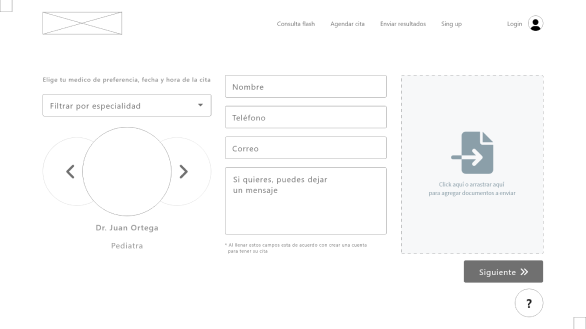 Consulta flash
Agendar cita
Enviar resultados
Sing up
Login
Elige tu medico de preferencia, fecha y hora de la cita
Filtrar por especialidad
Dr. Juan Ortega
Pediatra
Nombre
Teléfono
Correo
Si quieres, puedes dejar
un mensaje
* Al llenar estos campos esta de acuerdo con crear una cuenta
para tener su cita
Click aquí o arrastrar aquí
para agregar documentos a enviar
Siguiente
?